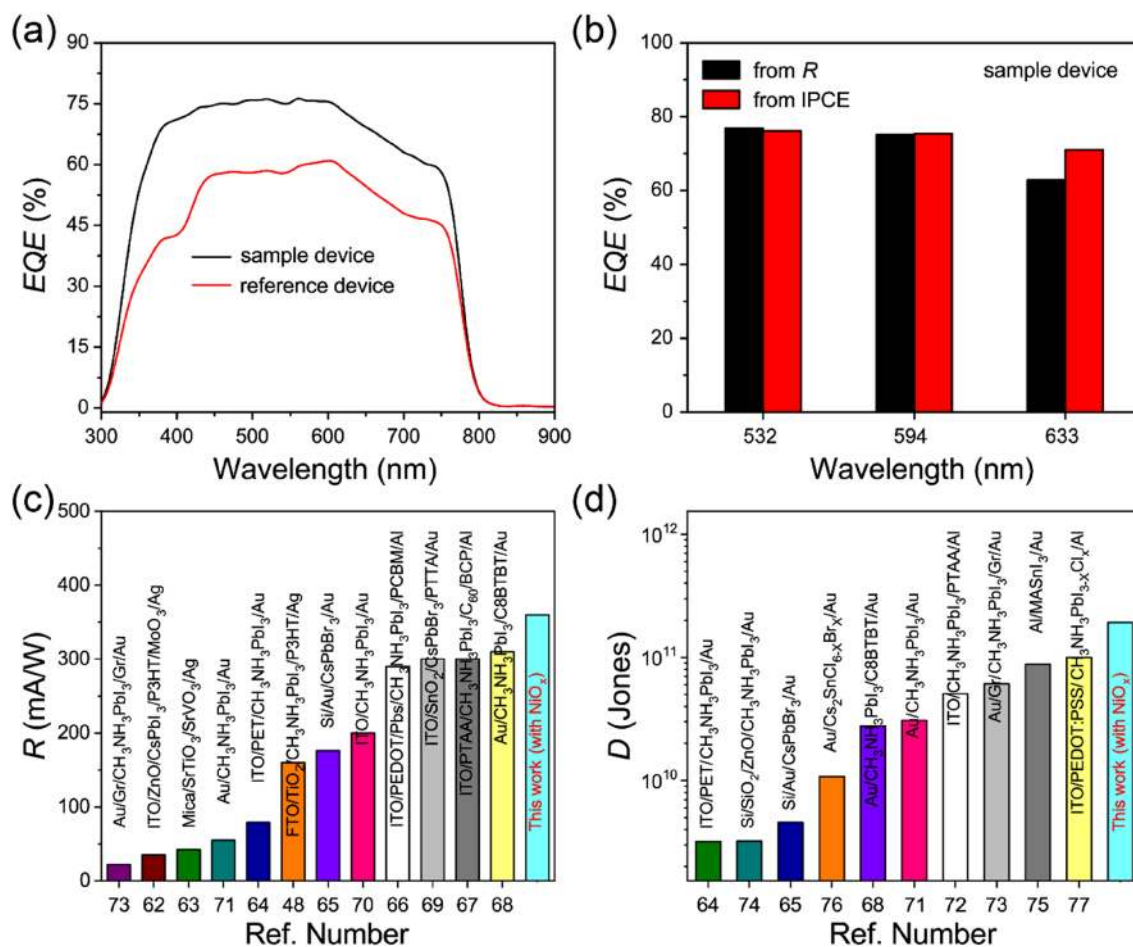 (a)
90
75
60
45
30
15
0
EQE (%)
sample device
reference device
300 400 500 600 700 800 900
Wavelength (nm)
(b)
100
80
60
40
20
0
EQE (%)
from R
from IPCE
sample device
532 594 633
Wavelength (nm)
(c)
500
400
300
200
100
0
R (mA/W)
Au/Gr/CH₃NH₃PbI₃/Gr/Au
ITO/ZnO/CsPbI₃/P3HT/MoO₃/Ag
Mica/SrTiO₃/SrVO₃/Ag
Au/CH₃NH₃PbI₃/Au
ITO/PET/CH₃NH₃PbI₃/Au
FTO/TiO₂/CH₃NH₃PbI₃/P3HT/Ag
Si/Au/CsPbBr₃/Au
ITO/CH₃NH₃PbI₃/Au
ITO/PEDOT/Pbs/CH₃NH₃PbI₃/PCBM/Al
ITO/SnO₂/CsPbBr₃/PTTA/Au
ITO/PTAA/CH₃NH₃PbI₃/C₆₀/BCP/Al
Au/CH₃NH₃PbI₃/C8BTBT/Au
This work (with NiOₓ)
73 62 63 71 64 48 65 70 66 69 67 68
Ref. Number
(d)
10¹²
10¹¹
10¹⁰
D (Jones)
ITO/PET/CH₃NH₃PbI₃/Au
Si/SiO₂/ZnO/CH₃NH₃PbI₃/Au
Si/Au/CsPbBr₃/Au
Au/Cs₂SnCl₆₋ₓBrₓ/Au
Au/CH₃NH₃PbI₃/C8BTBT/Au
Au/CH₃NH₃PbI₃/Au
ITO/CH₃NH₃PbI₃/PTAA/Al
Au/Gr/CH₃NH₃PbI₃/Gr/Au
Al/MASnI₃/Au
ITO/PEDOT:PSS/CH₃NH₃PbI₃₋ₓClₓ/Al
This work (with NiOₓ)
64 74 65 76 68 71 72 73 75 77
Ref. Number